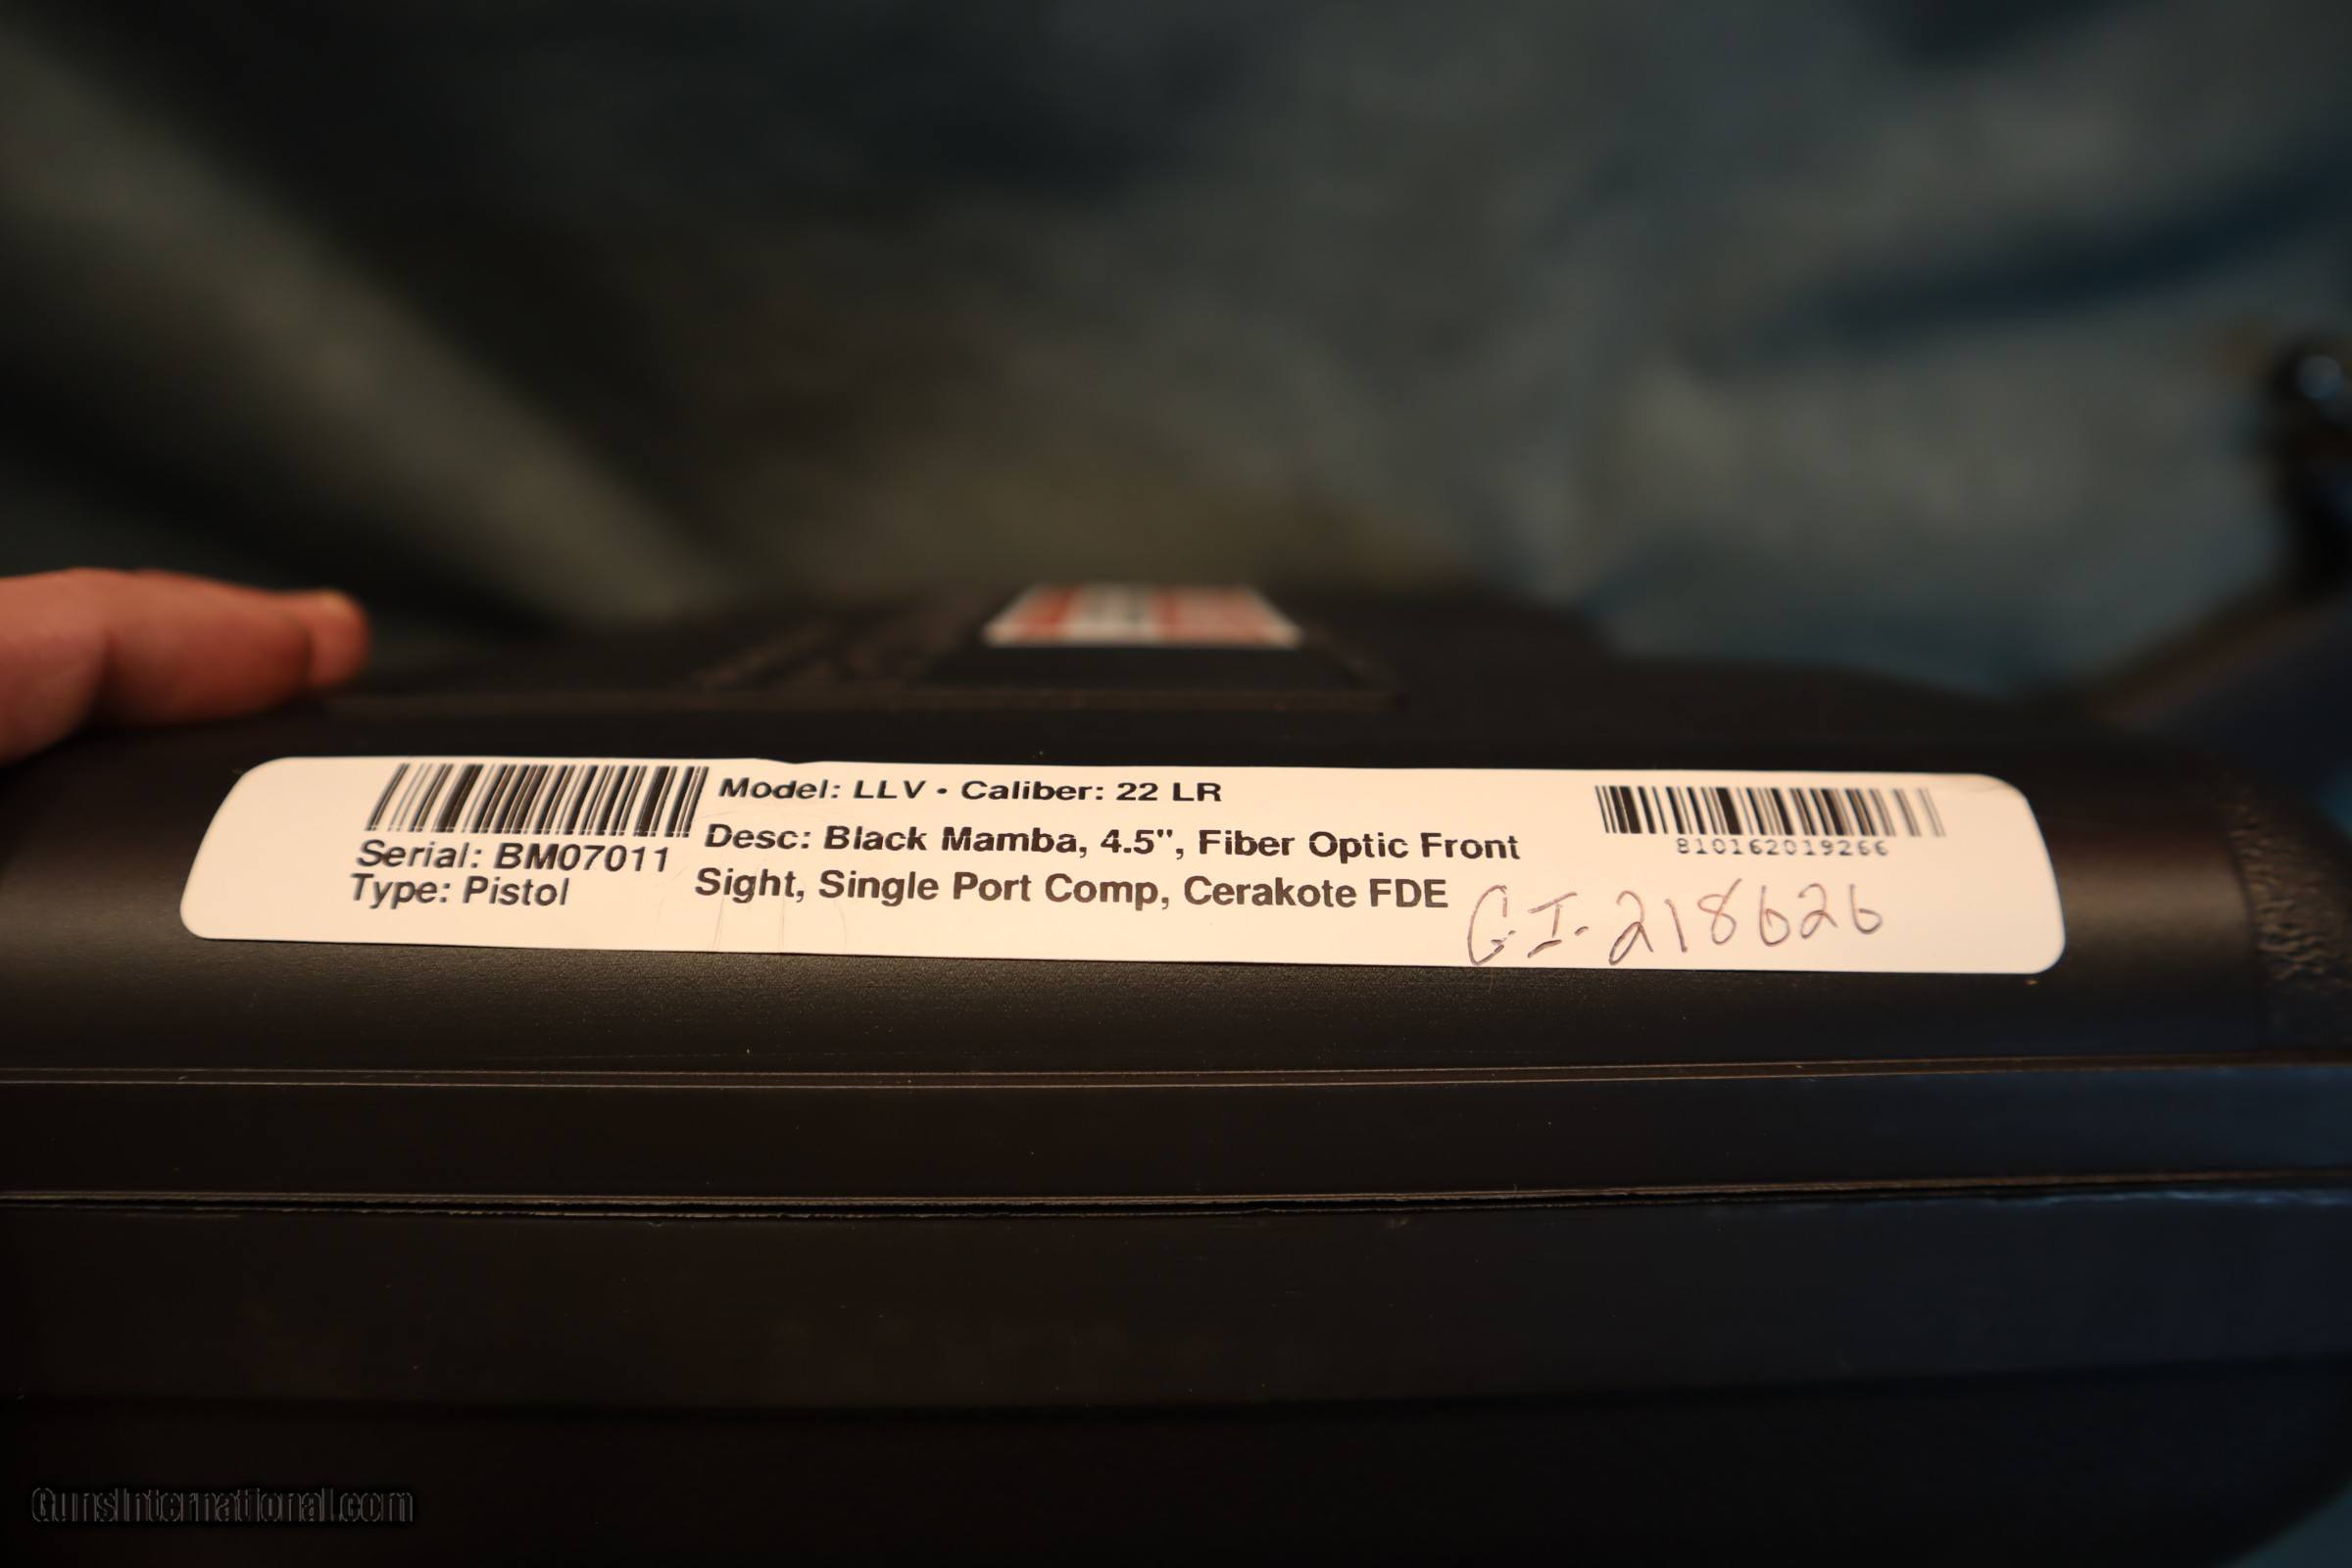 Model: LLV • Caliber: 22 LR
Desc: Black Mamba, 4.5", Fiber Optic Front
Sight, Single Port Comp, Cerakote FDE
Serial: BM07011
Type: Pistol
810162019266
GI-218626
GunsInternational.com